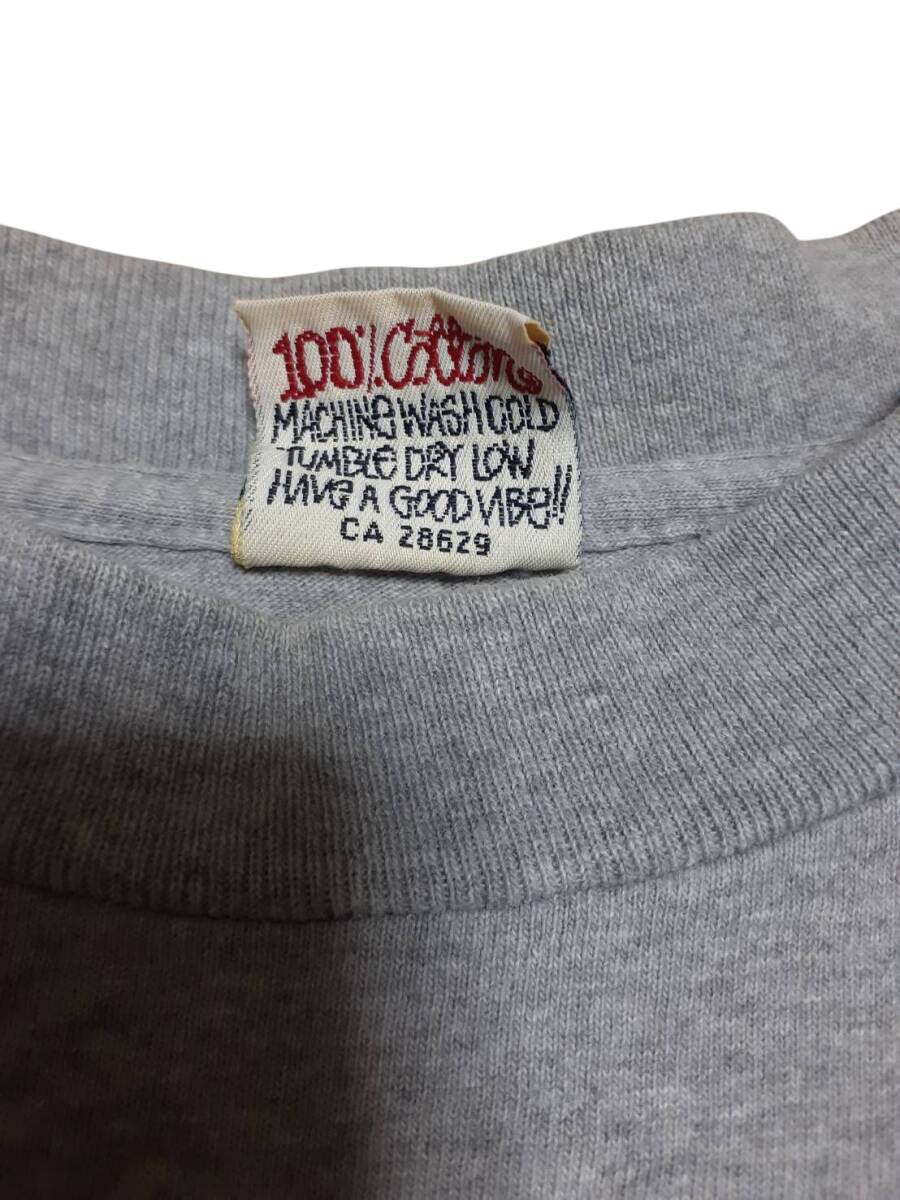 100% Cotton
MACHINE WASH COLD
TUMBLE DRY LOW
HAVE A GOOD VIBE!!
CA 28629